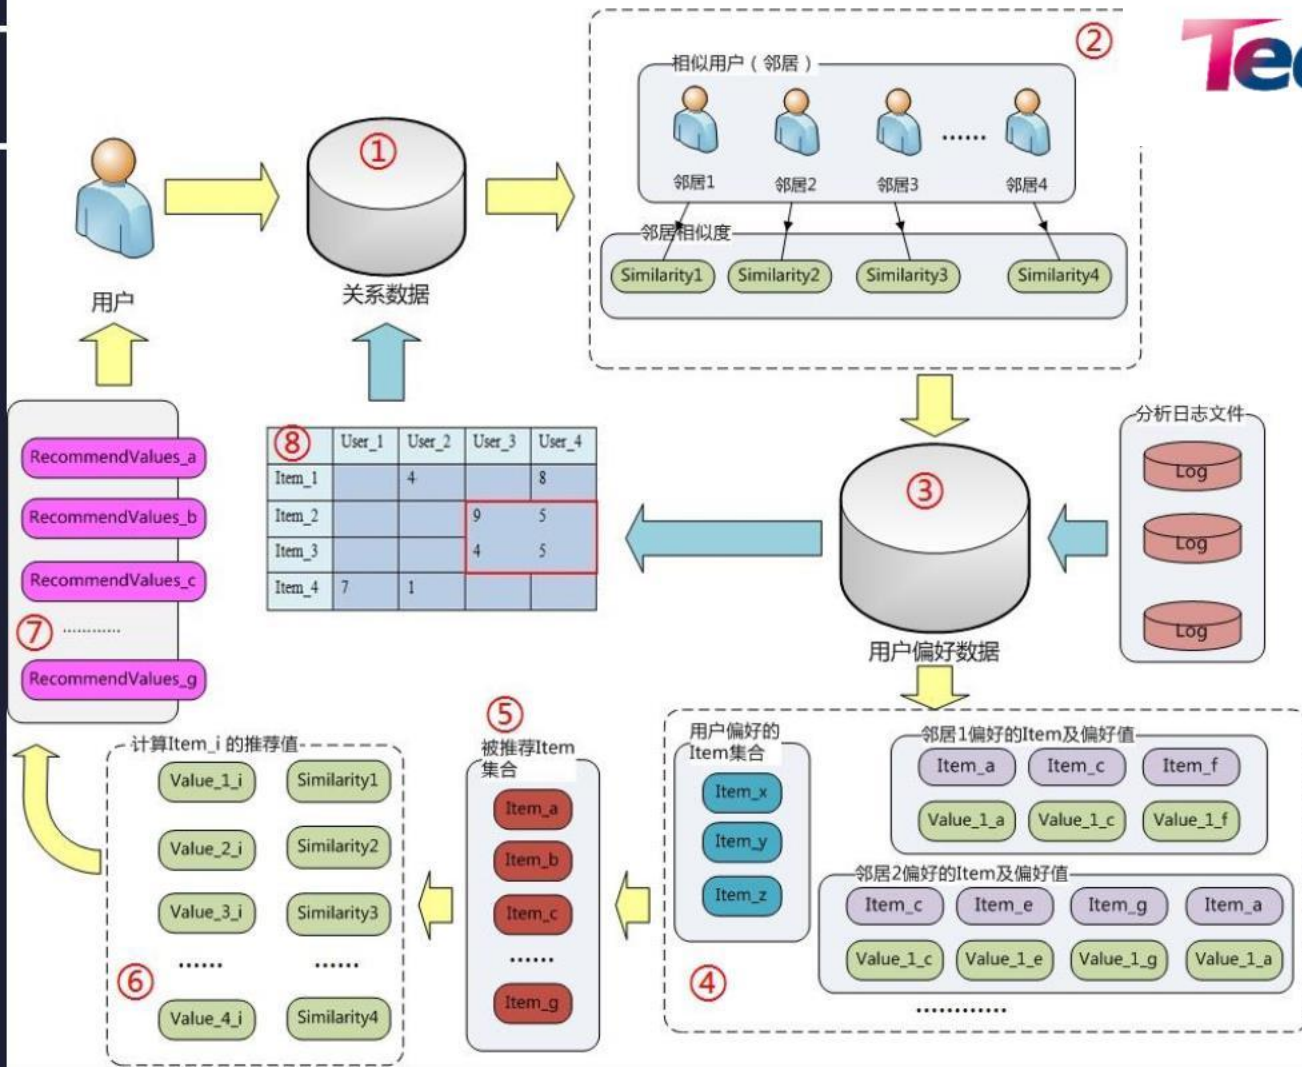 ①
②
Tec
相似用户（邻居）
……
邻居1 邻居2 邻居3 邻居4
邻居相似度
Similarity1 Similarity2 Similarity3 Similarity4
用户
关系数据
⑧ User_1 User_2 User_3 User_4
Item_1 4 8
Item_2 9 5
Item_3 4 5
Item_4 7 1
③
用户偏好数据
分析日志文件
Log
Log
Log
RecommendValues_a
RecommendValues_b
RecommendValues_c
⑦ …………
RecommendValues_g
计算Item_i 的推荐值
Value_1_i Similarity1
Value_2_i Similarity2
Value_3_i Similarity3
…… ……
⑥
Value_4_i Similarity4
⑤
被推荐Item
集合
Item_a
Item_b
Item_c
……
Item_g
用户偏好的
Item集合
Item_x
Item_y
Item_z
④
邻居1偏好的Item及偏好值
Item_a Item_c Item_f
Value_1_a Value_1_c Value_1_f
邻居2偏好的Item及偏好值
Item_c Item_e Item_g Item_a
Value_1_c Value_1_e Value_1_g Value_1_a
…………